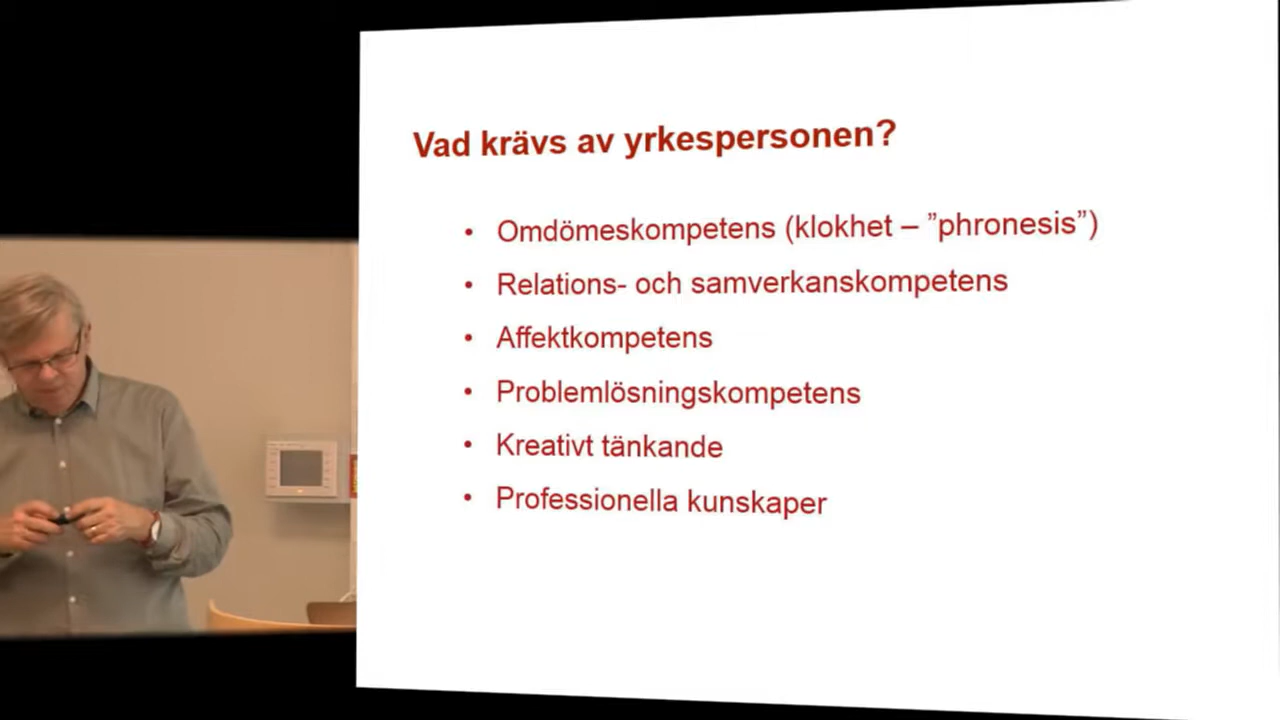 Vad krävs av yrkespersonen?
• Omdömeskompetens (klokhet – ”phronesis”)
• Relations- och samverkanskompetens
• Affektkompetens
• Problemlösningskompetens
• Kreativt tänkande
• Professionella kunskaper